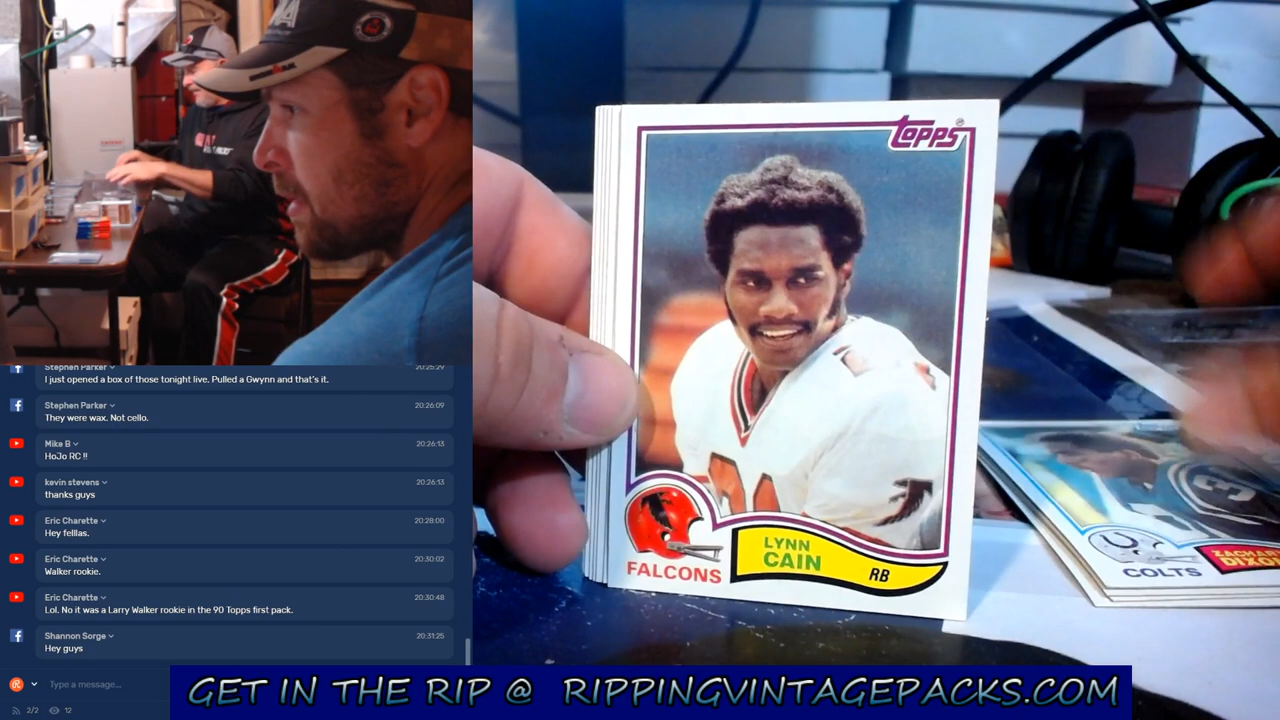 Stephen Parker
20:25:29
I just opened a box of those tonight live. Pulled a Gwynn and that's it.
Stephen Parker
20:26:09
They were wax. Not cello.
Mike B
20:26:13
HoJo RC !!
kevin stevens
20:26:13
thanks guys
Eric Charette
20:28:00
Hey felllas.
Eric Charette
20:30:02
Walker rookie.
Eric Charette
20:30:48
Lol. No it was a Larry Walker rookie in the 90 Topps first pack.
Shannon Sorge
20:31:25
Hey guys
Type a message...
2/2
12
topps
FALCONS
LYNN
CAIN
RB
COLTS
DIXON
GET IN THE RIP @ RIPPINGVINTAGEPACKS.COM